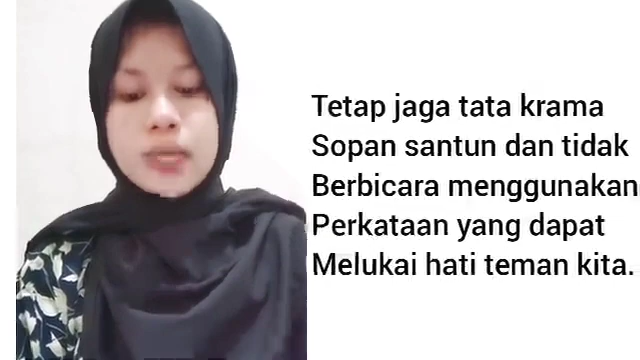 Tetap jaga tata krama
Sopan santun dan tidak
Berbicara menggunakan
Perkataan yang dapat
Melukai hati teman kita.